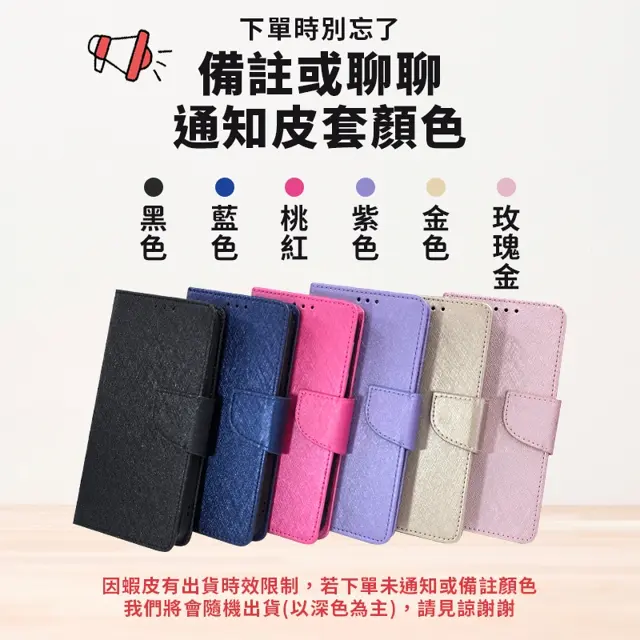 下單時別忘了
備註或聊聊
通知皮套顏色
黑色
藍色
桃紅
紫色
金色
玫瑰金
因蝦皮有出貨時效限制，若下單未通知或備註顏色
我們將會隨機出貨(以深色為主)，請見諒謝謝